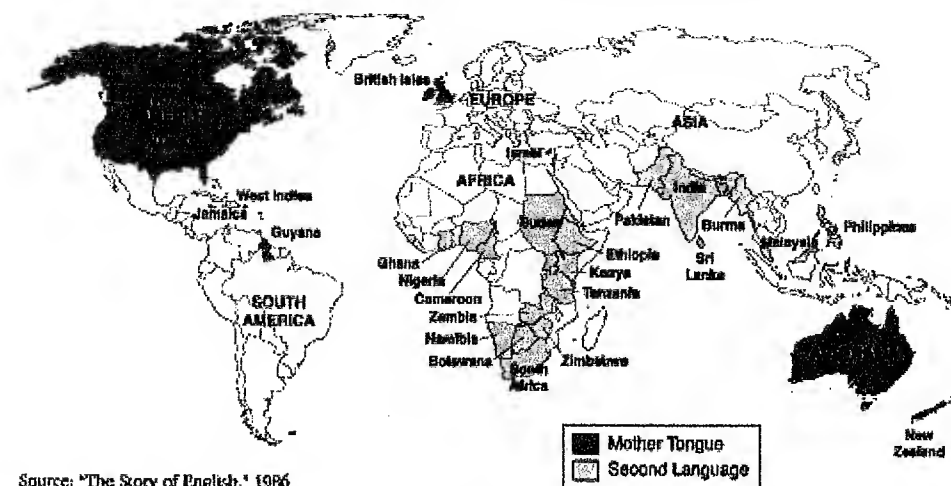 British Isles
EUROPE
ASIA
Israel
AFRICA
West Indies
Jamaica
Guyana
India
Sudan
Pakistan
Burma
Philippines
Malaysia
Ethiopia
Sri
Lanka
Ghana
Nigeria
Kenya
Cameroon
Tanzania
SOUTH
AMERICA
Zambia
Namibia
Botswana
Zimbabwe
South
Africa
New
Zealand
Mother Tongue
Second Language
Source: "The Story of English," 1986